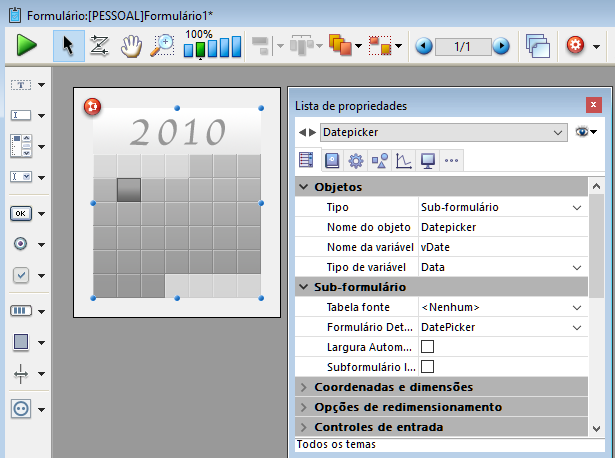 Formulário:[PESSOAL]Formulário1*
100%
1/1
T
OK
2010
Lista de propriedades
Datepicker
Objetos
Tipo Sub-formulário
Nome do objeto Datepicker
Nome da variável vDate
Tipo de variável Data
Sub-formulário
Tabela fonte <Nenhum>
Formulário Det... DatePicker
Largura Autom...
Subformulário I...
Coordenadas e dimensões
Opções de redimensionamento
Controles de entrada
Todos os temas